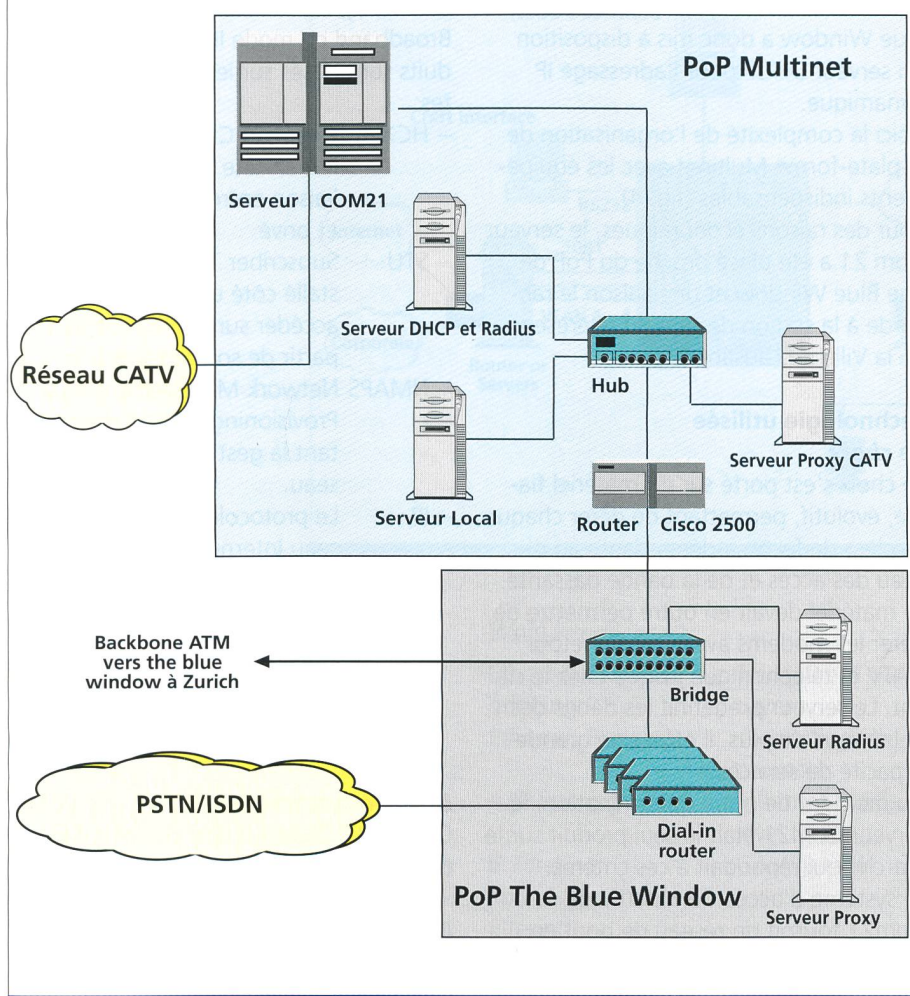 PoP Multinet
Serveur COM21
Serveur DHCP et Radius
Réseau CATV
Hub
Serveur Proxy CATV
Serveur Local
Router Cisco 2500
Backbone ATM
vers the blue
window à Zurich
Bridge
Serveur Radius
PSTN/ISDN
Dial-in
router
PoP The Blue Window
Serveur Proxy